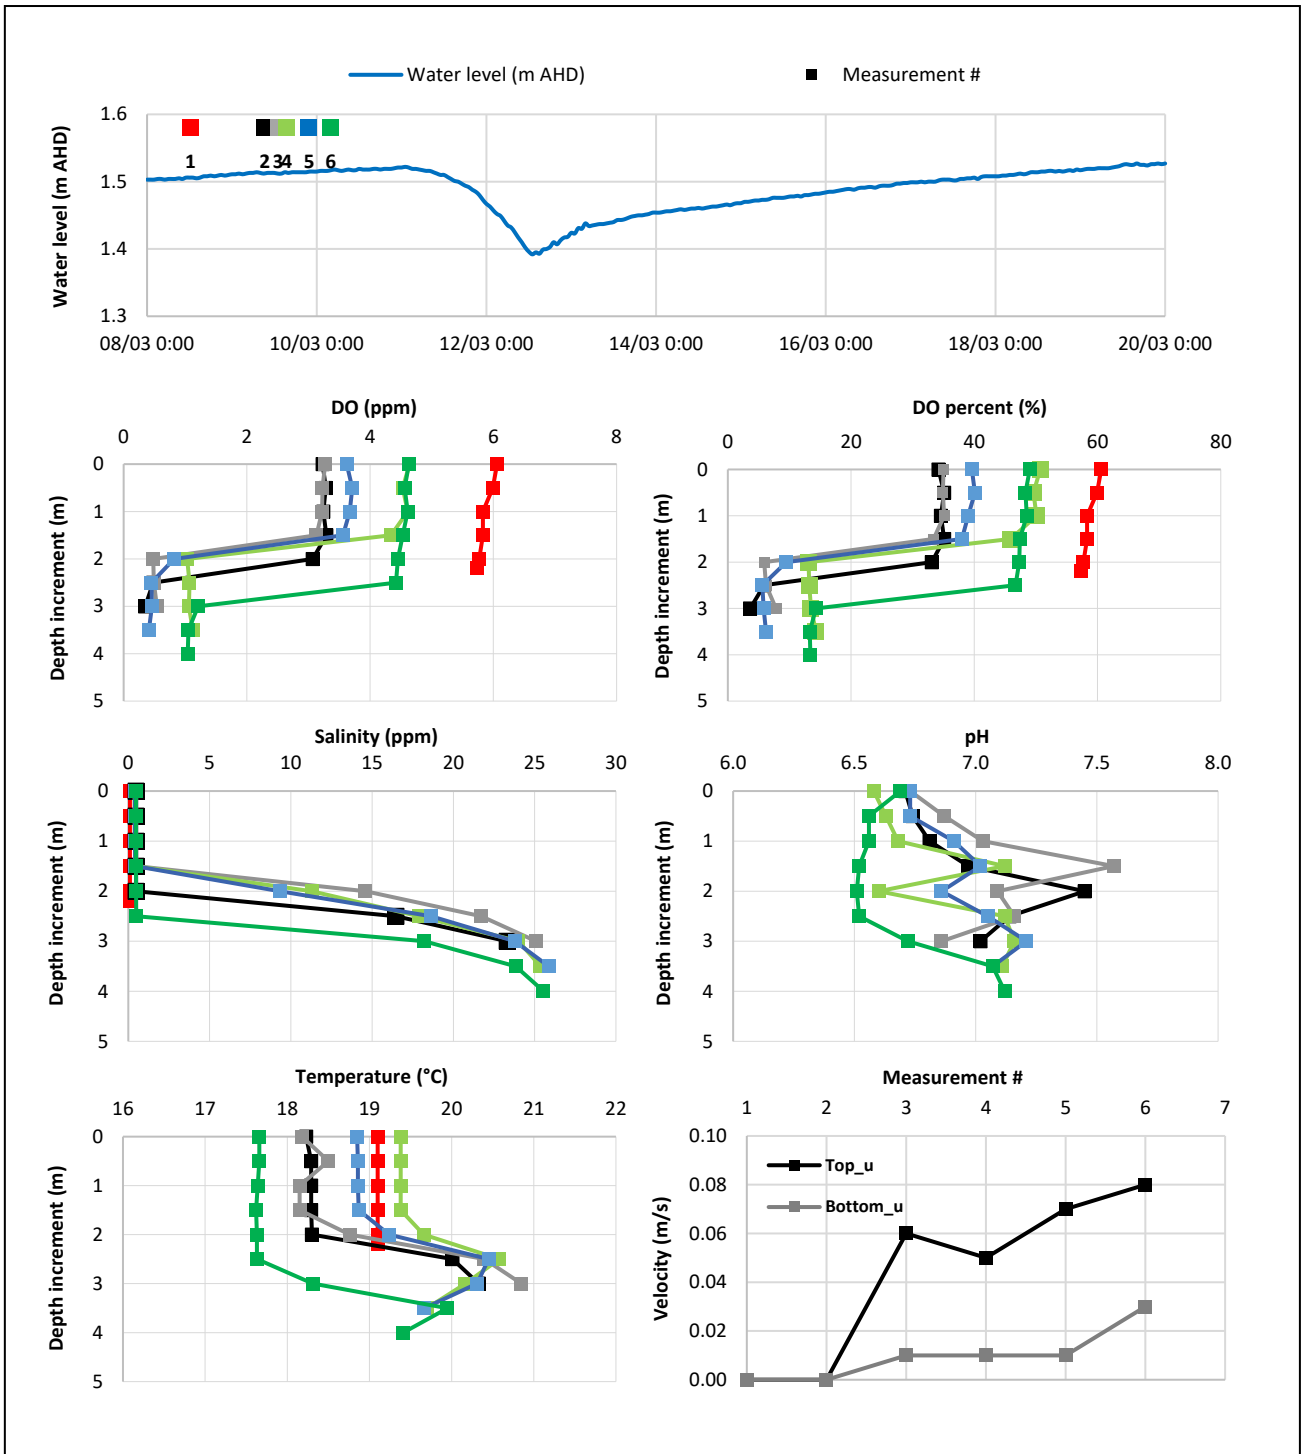 Water level (m AHD) Measurement #
Water level (m AHD)
1.6
1.5
1.4
1.3
1 2 3 4 5 6
08/03 0:00 10/03 0:00 12/03 0:00 14/03 0:00 16/03 0:00 18/03 0:00 20/03 0:00
DO (ppm)
0 2 4 6 8
Depth increment (m)
0
1
2
3
4
5
DO percent (%)
0 20 40 60 80
Depth increment (m)
0
1
2
3
4
5
Salinity (ppm)
0 5 10 15 20 25 30
Depth increment (m)
0
1
2
3
4
5
pH
6.0 6.5 7.0 7.5 8.0
Depth increment (m)
0
1
2
3
4
5
Temperature (°C)
16 17 18 19 20 21 22
Depth increment (m)
0
1
2
3
4
5
Measurement #
1 2 3 4 5 6 7
Velocity (m/s)
0.10
0.08
0.06
0.04
0.02
0.00
Top_u
Bottom_u